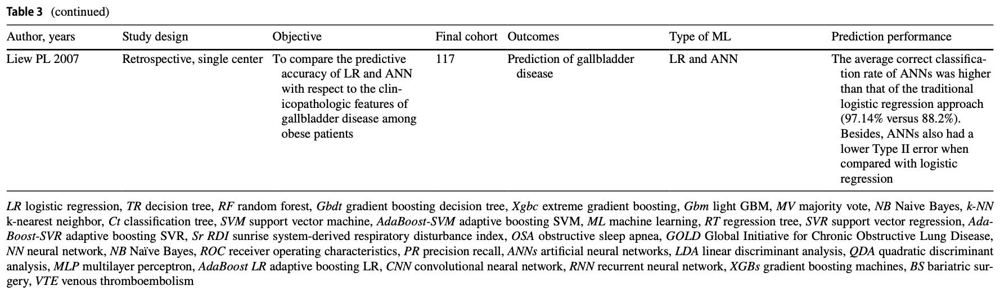 Table 3 (continued)
Author, years Study design Objective Final cohort Outcomes Type of ML Prediction performance
Liew PL 2007 Retrospective, single center To compare the predictive 117 Prediction of gallbladder LR and ANN The average correct classifica-
accuracy of LR and ANN disease tion rate of ANNs was higher
with respect to the clin- than that of the traditional
icopathologic features of logistic regression approach
gallbladder disease among (97.14% versus 88.2%).
obese patients Besides, ANNs also had a
lower Type II error when
compared with logistic
regression
LR logistic regression, TR decision tree, RF random forest, Gbdt gradient boosting decision tree, Xgbc extreme gradient boosting, Gbm light GBM, MV majority vote, NB Naive Bayes, k-NN
k-nearest neighbor, Ct classification tree, SVM support vector machine, AdaBoost-SVM adaptive boosting SVM, ML machine learning, RT regression tree, SVR support vector regression, Ada-
Boost-SVR adaptive boosting SVR, Sr RDI sunrise system-derived respiratory disturbance index, OSA obstructive sleep apnea, GOLD Global Initiative for Chronic Obstructive Lung Disease,
NN neural network, NB Naïve Bayes, ROC receiver operating characteristics, PR precision recall, ANNs artificial neural networks, LDA linear discriminant analysis, QDA quadratic discriminant
analysis, MLP multilayer perceptron, AdaBoost LR adaptive boosting LR, CNN convolutional nearal network, RNN recurrent neural network, XGBs gradient boosting machines, BS bariatric sur-
gery, VTE venous thromboembolism